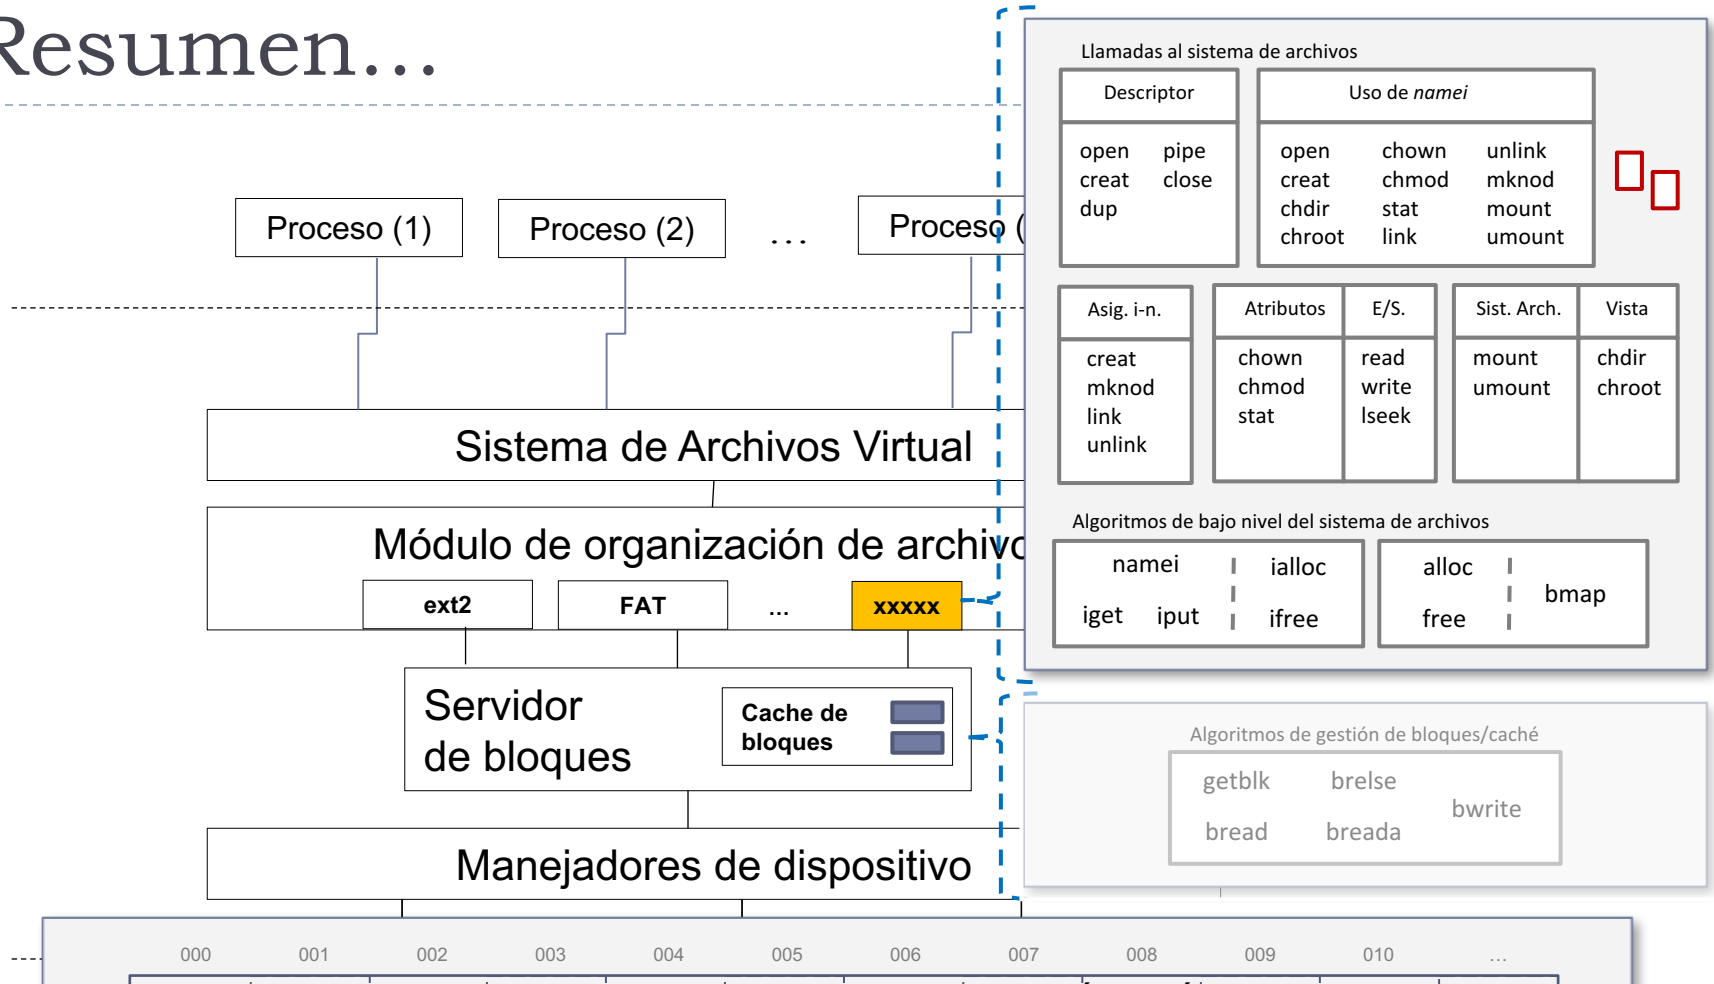 Resumen...
Proceso (1)
Proceso (2)
...
Proceso (
Sistema de Archivos Virtual
Módulo de organización de archivo
ext2
FAT
...
xxxxx
Servidor
de bloques
Cache de
bloques
Manejadores de dispositivo
Llamadas al sistema de archivos
Descriptor
open pipe
creat close
dup
Uso de namei
open chown unlink
creat chmod mknod
chdir stat mount
chroot link umount
Asig. i-n.
creat
mknod
link
unlink
Atributos
chown
chmod
stat
E/S.
read
write
lseek
Sist. Arch.
mount
umount
Vista
chdir
chroot
Algoritmos de bajo nivel del sistema de archivos
namei ialloc
iget iput ifree
alloc
free
bmap
Algoritmos de gestión de bloques/caché
getblk brelse
bwrite
bread breada
000 001 002 003 004 005 006 007 008 009 010 ...